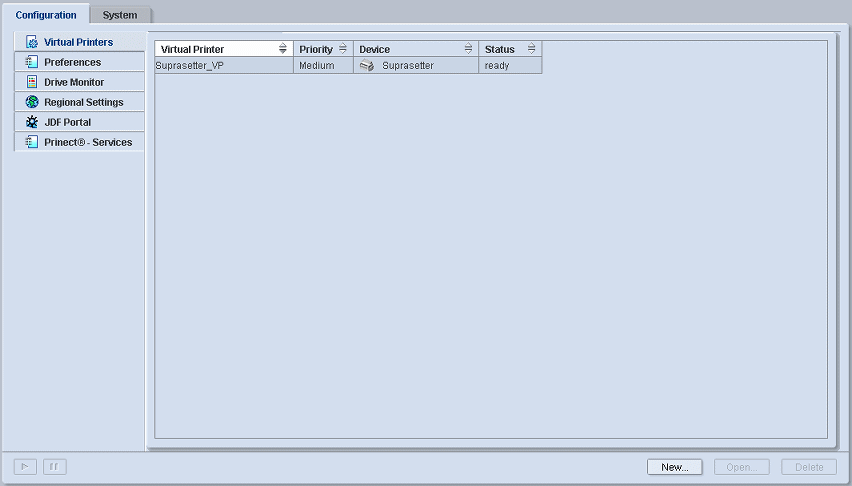 Configuration System
Virtual Printers
Preferences
Drive Monitor
Regional Settings
JDF Portal
Prinect® - Services
Virtual Printer Priority Device Status
Suprasetter_VP Medium Suprasetter ready
New... Open... Delete